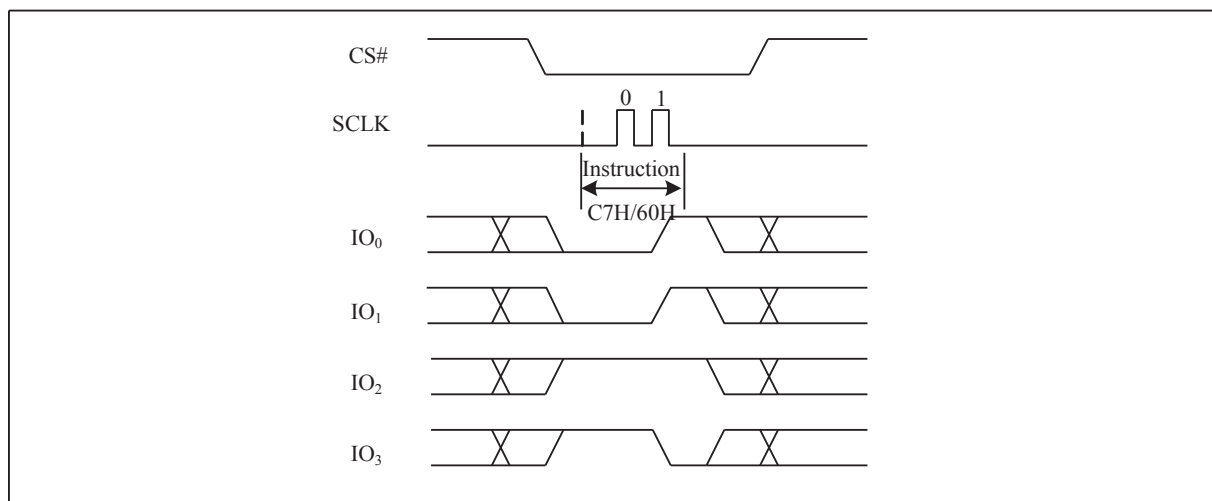 CS#
0 1
SCLK
Instruction
C7H/60H
IO₀
IO₁
IO₂
IO₃